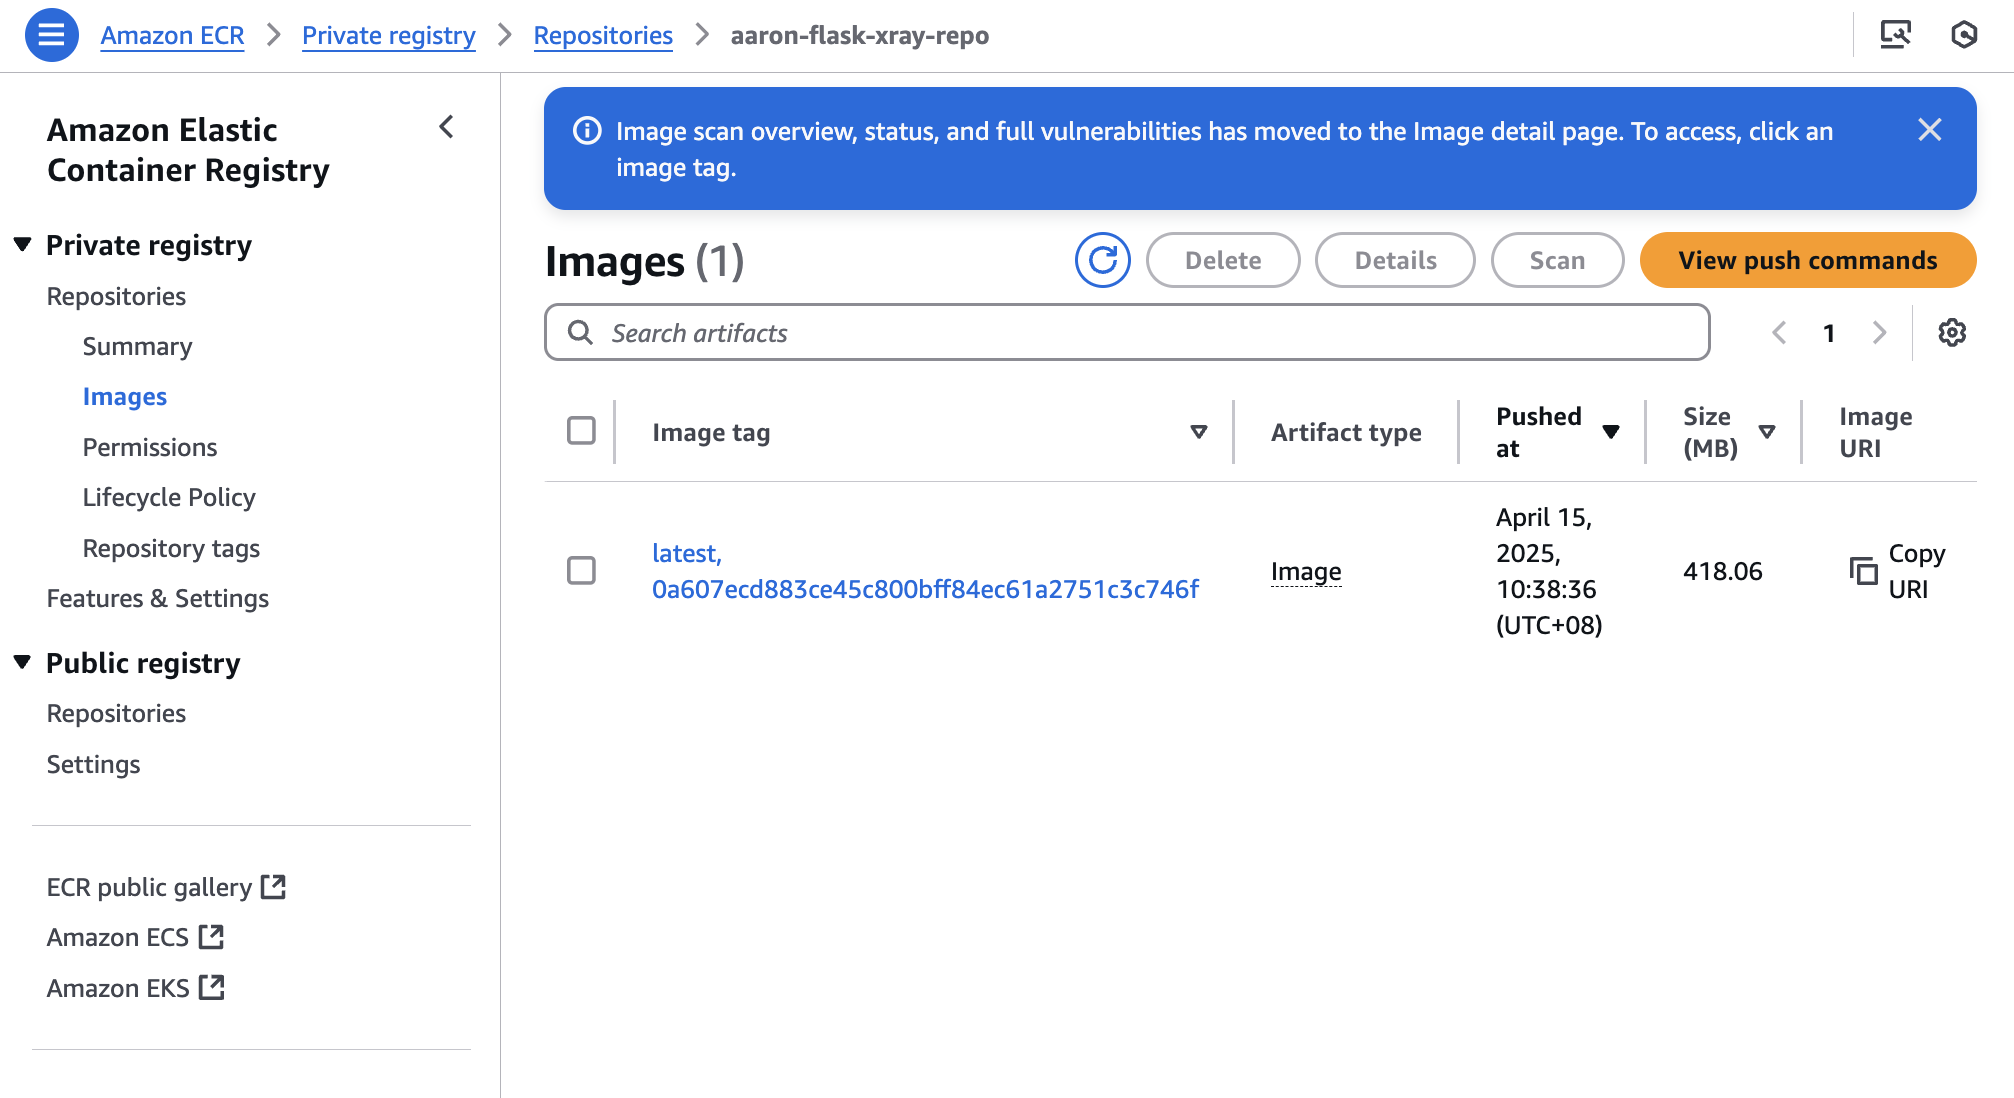 Amazon ECR
Private registry
Repositories
aaron-flask-xray-repo
Amazon Elastic
Container Registry
Private registry
Repositories
Summary
Images
Permissions
Lifecycle Policy
Repository tags
Features & Settings
Public registry
Repositories
Settings
ECR public gallery
Amazon ECS
Amazon EKS
Image scan overview, status, and full vulnerabilities has moved to the Image detail page. To access, click an
image tag.
Images (1)
Delete
Details
Scan
View push commands
Search artifacts
1
Image tag
Artifact type
Pushed
at
Size
(MB)
Image
URI
latest,
0a607ecd883ce45c800bff84ec61a2751c3c746f
Image
April 15,
2025,
10:38:36
(UTC+08)
418.06
Copy
URI